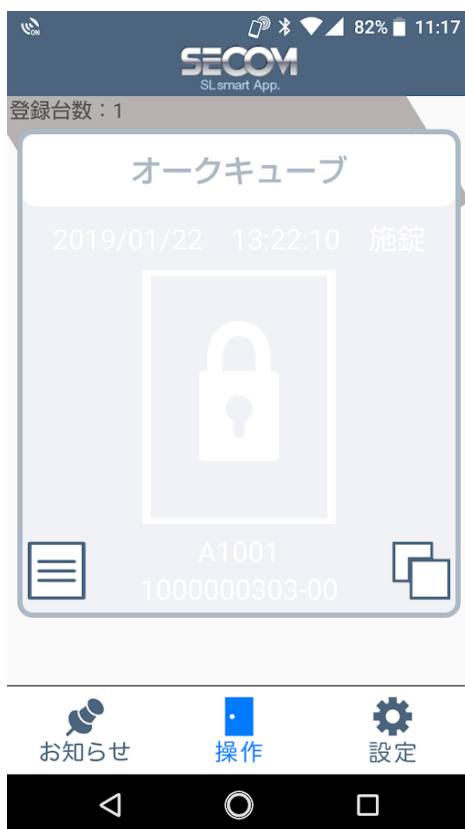 ON
82% 11:17
SECOM
SLsmart App.
登録台数：1
オークキューブ
2019/01/22 13:22:10 施錠
A1001
1000000303-00
お知らせ 操作 設定